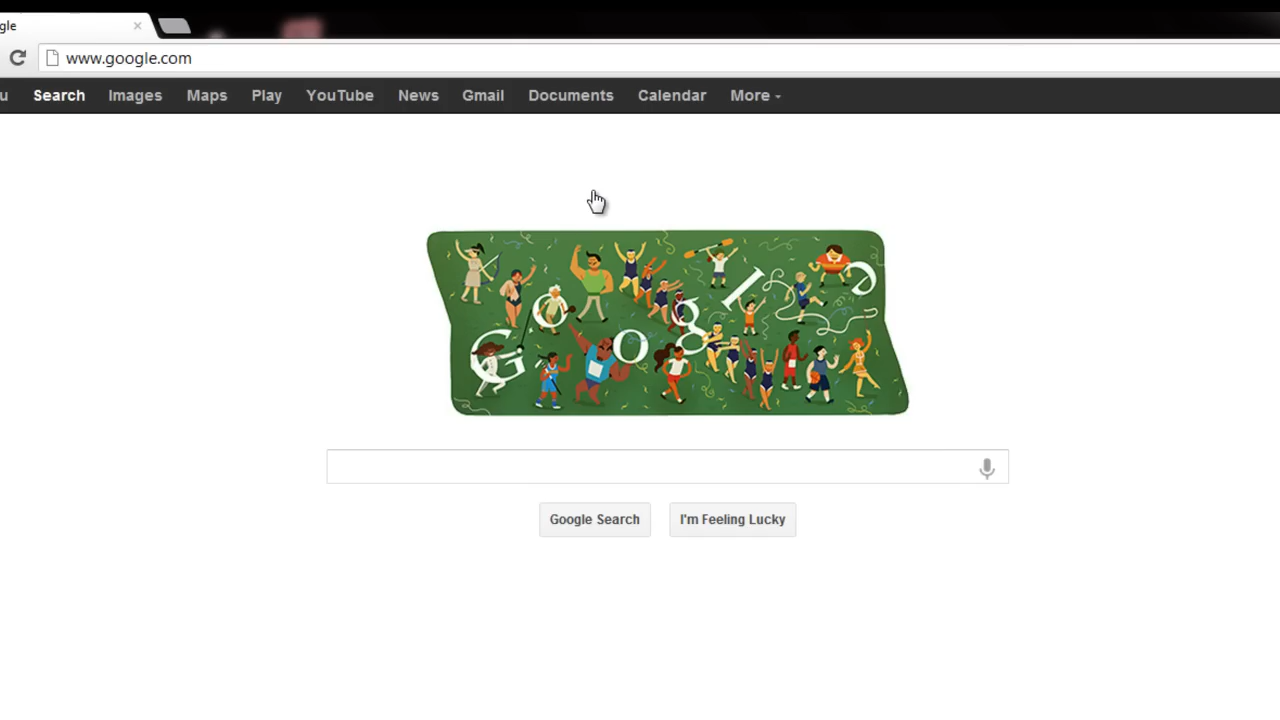 gle
www.google.com
u Search Images Maps Play YouTube News Gmail Documents Calendar More
Google
Google Search I'm Feeling Lucky